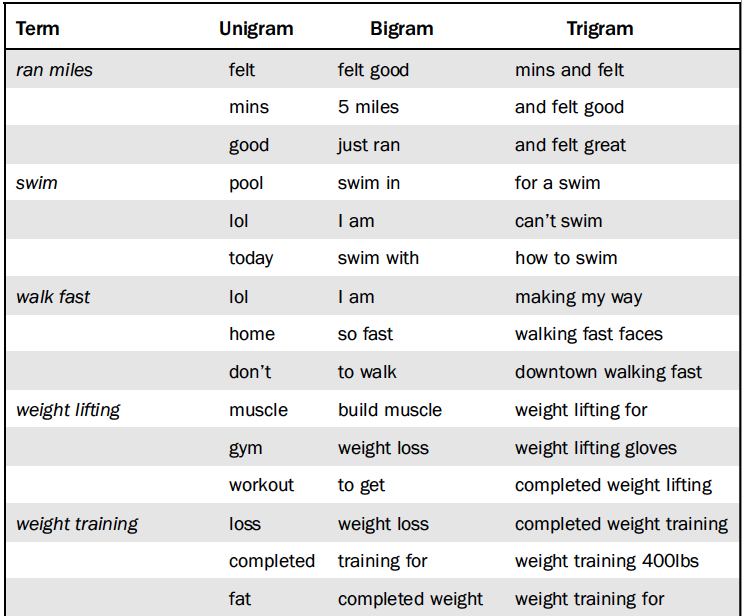 Term Unigram Bigram Trigram
ran miles felt felt good mins and felt
mins 5 miles and felt good
good just ran and felt great
swim pool swim in for a swim
lol I am can't swim
today swim with how to swim
walk fast lol I am making my way
home so fast walking fast faces
don't to walk downtown walking fast
weight lifting muscle build muscle weight lifting for
gym weight loss weight lifting gloves
workout to get completed weight lifting
weight training loss weight loss completed weight training
completed training for weight training 400lbs
fat completed weight weight training for